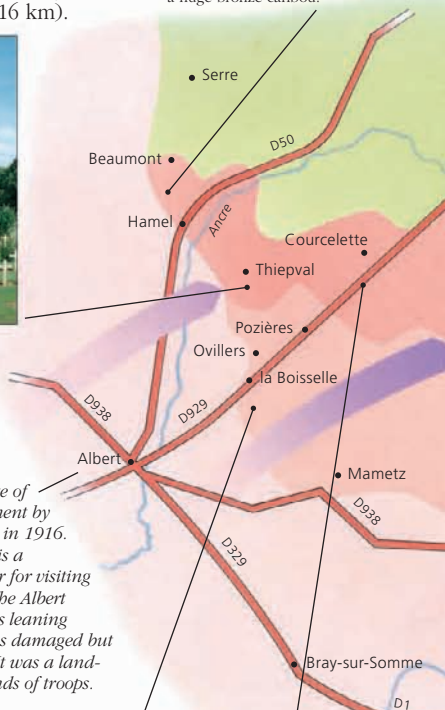 a huge bronze caribou.
16 km).
Serre
D50
Beaumont
Ancre
Hamel
Courcelette
Thiepval
Pozières
Ovillers
la Boisselle
D938
D929
Albert
Mametz
D938
D329
e of
ment by
in 1916.
is a
r for visiting
he Albert
s leaning
s damaged but
t was a land-
nds of troops.
Bray-sur-Somme
D1